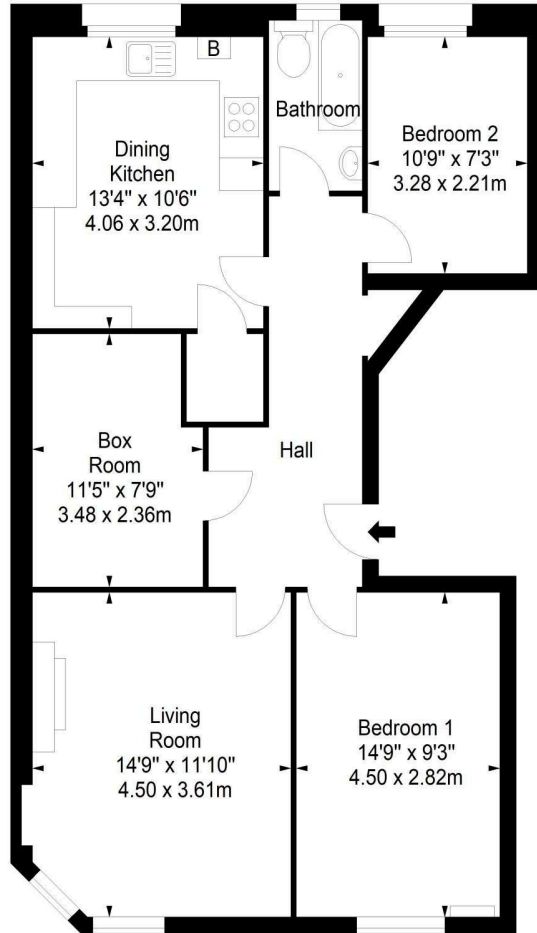 B
Bathroom
Dining
Kitchen
13'4" x 10'6"
4.06 x 3.20m
Bedroom 2
10'9" x 7'3"
3.28 x 2.21m
Box
Room
11'5" x 7'9"
3.48 x 2.36m
Hall
Living
Room
14'9" x 11'10"
4.50 x 3.61m
Bedroom 1
14'9" x 9'3"
4.50 x 2.82m